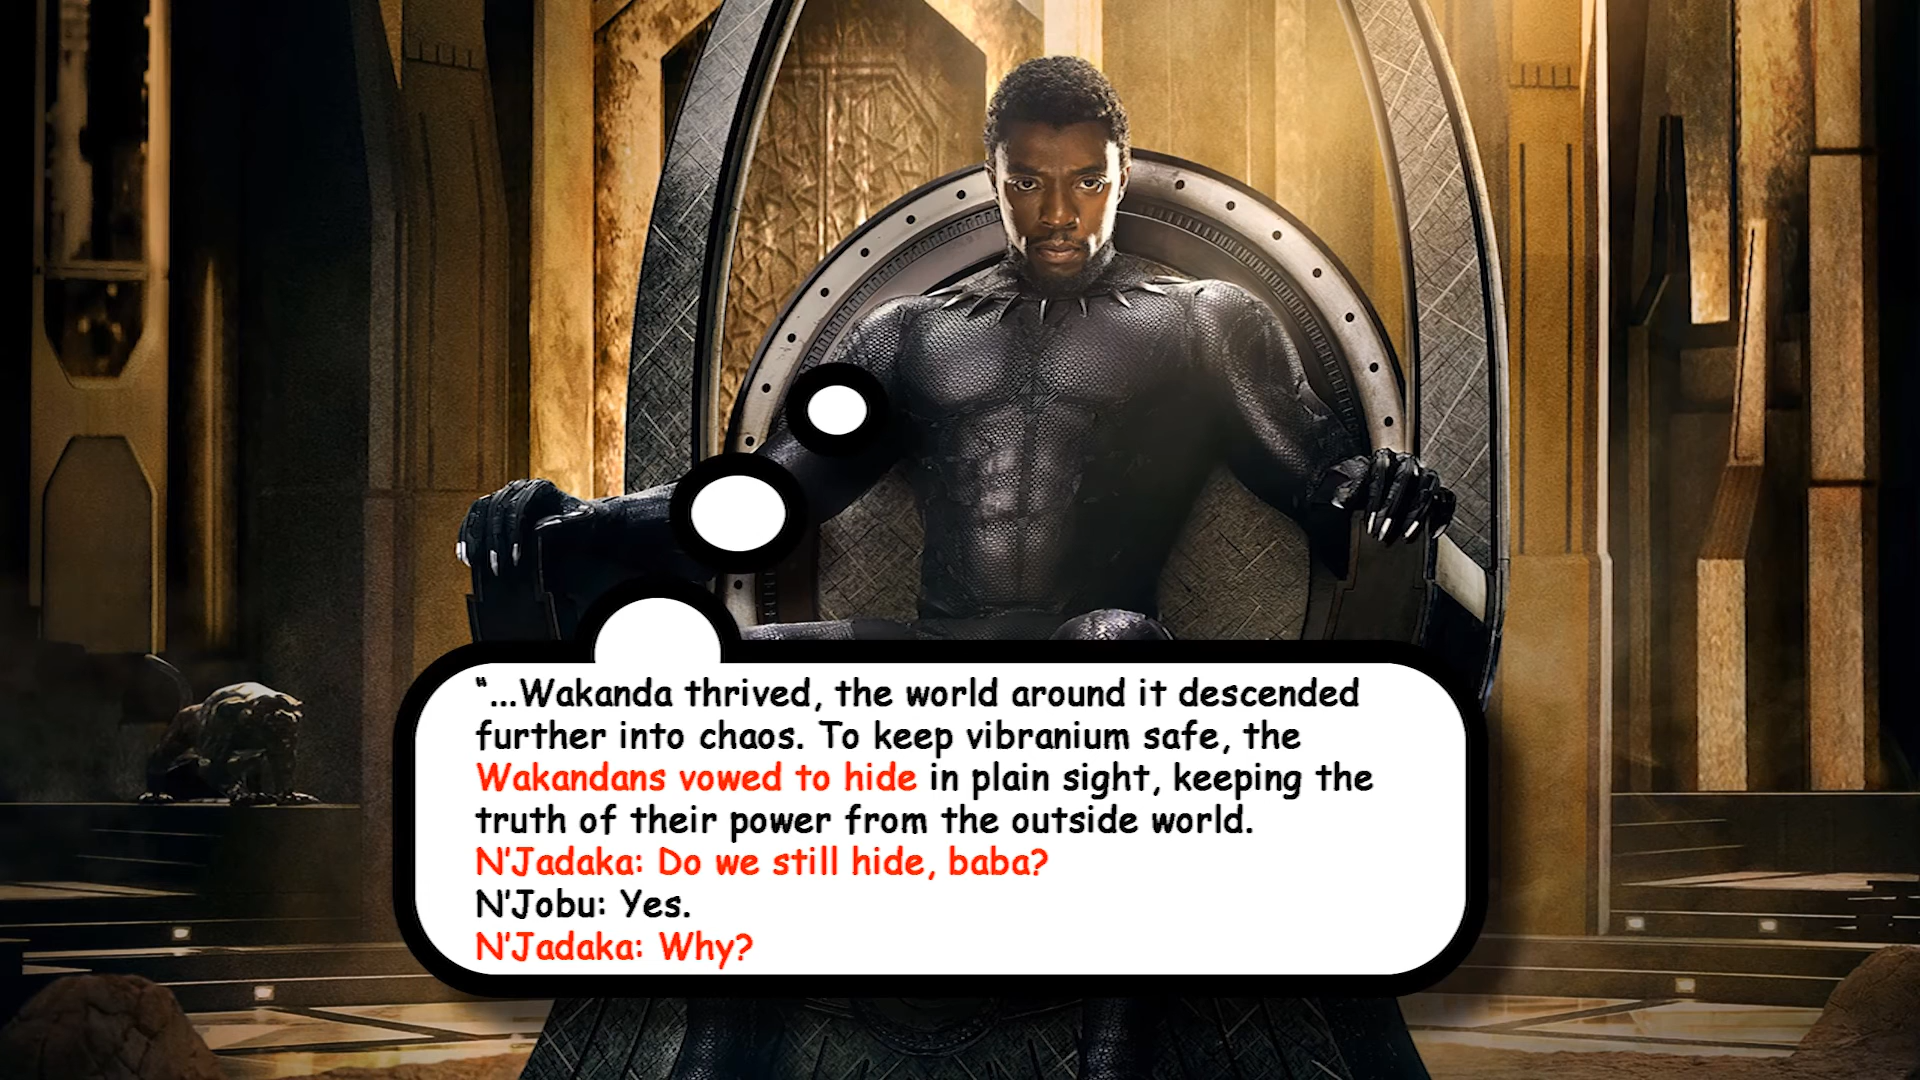 “...Wakanda thrived, the world around it descended
further into chaos. To keep vibranium safe, the
Wakandans vowed to hide in plain sight, keeping the
truth of their power from the outside world.
N'Jadaka: Do we still hide, baba?
N'Jobu: Yes.
N'Jadaka: Why?